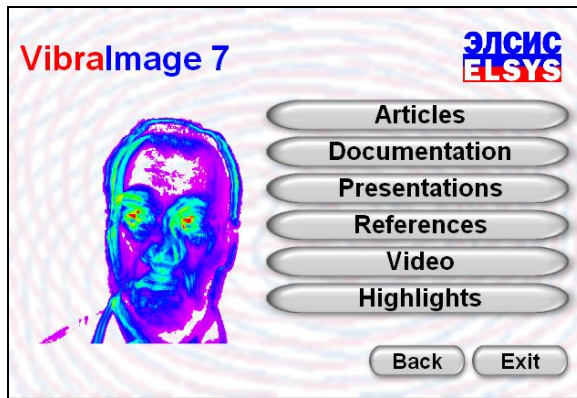 VibraImage 7
ЭЛСИС
ELSYS
Articles
Documentation
Presentations
References
Video
Highlights
Back
Exit